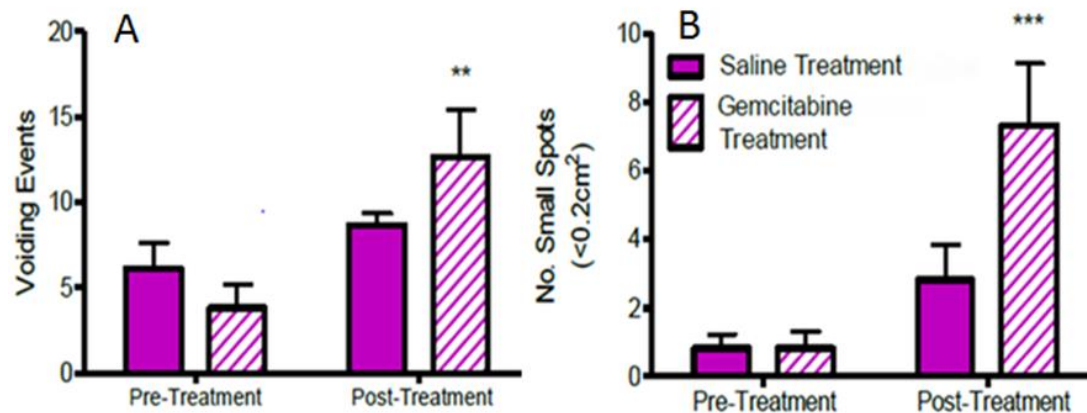 A
20
15
10
5
0
Voiding Events
**
Pre-Treatment
Post-Treatment
B
10
8
6
4
2
0
No. Small Spots
(<0.2cm²)
***
Saline Treatment
Gemcitabine
Treatment
Pre-Treatment
Post-Treatment